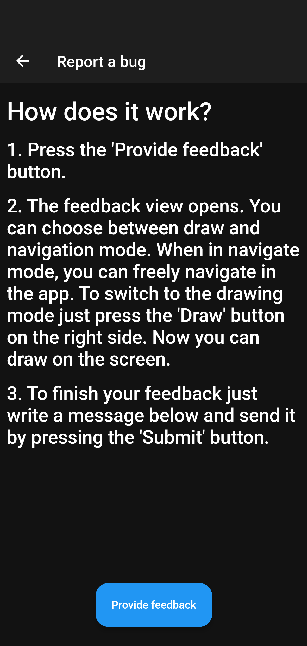 Report a bug
How does it work?
1. Press the 'Provide feedback'
button.
2. The feedback view opens. You
can choose between draw and
navigation mode. When in navigate
mode, you can freely navigate in
the app. To switch to the drawing
mode just press the 'Draw' button
on the right side. Now you can
draw on the screen.
3. To finish your feedback just
write a message below and send it
by pressing the 'Submit' button.
Provide feedback